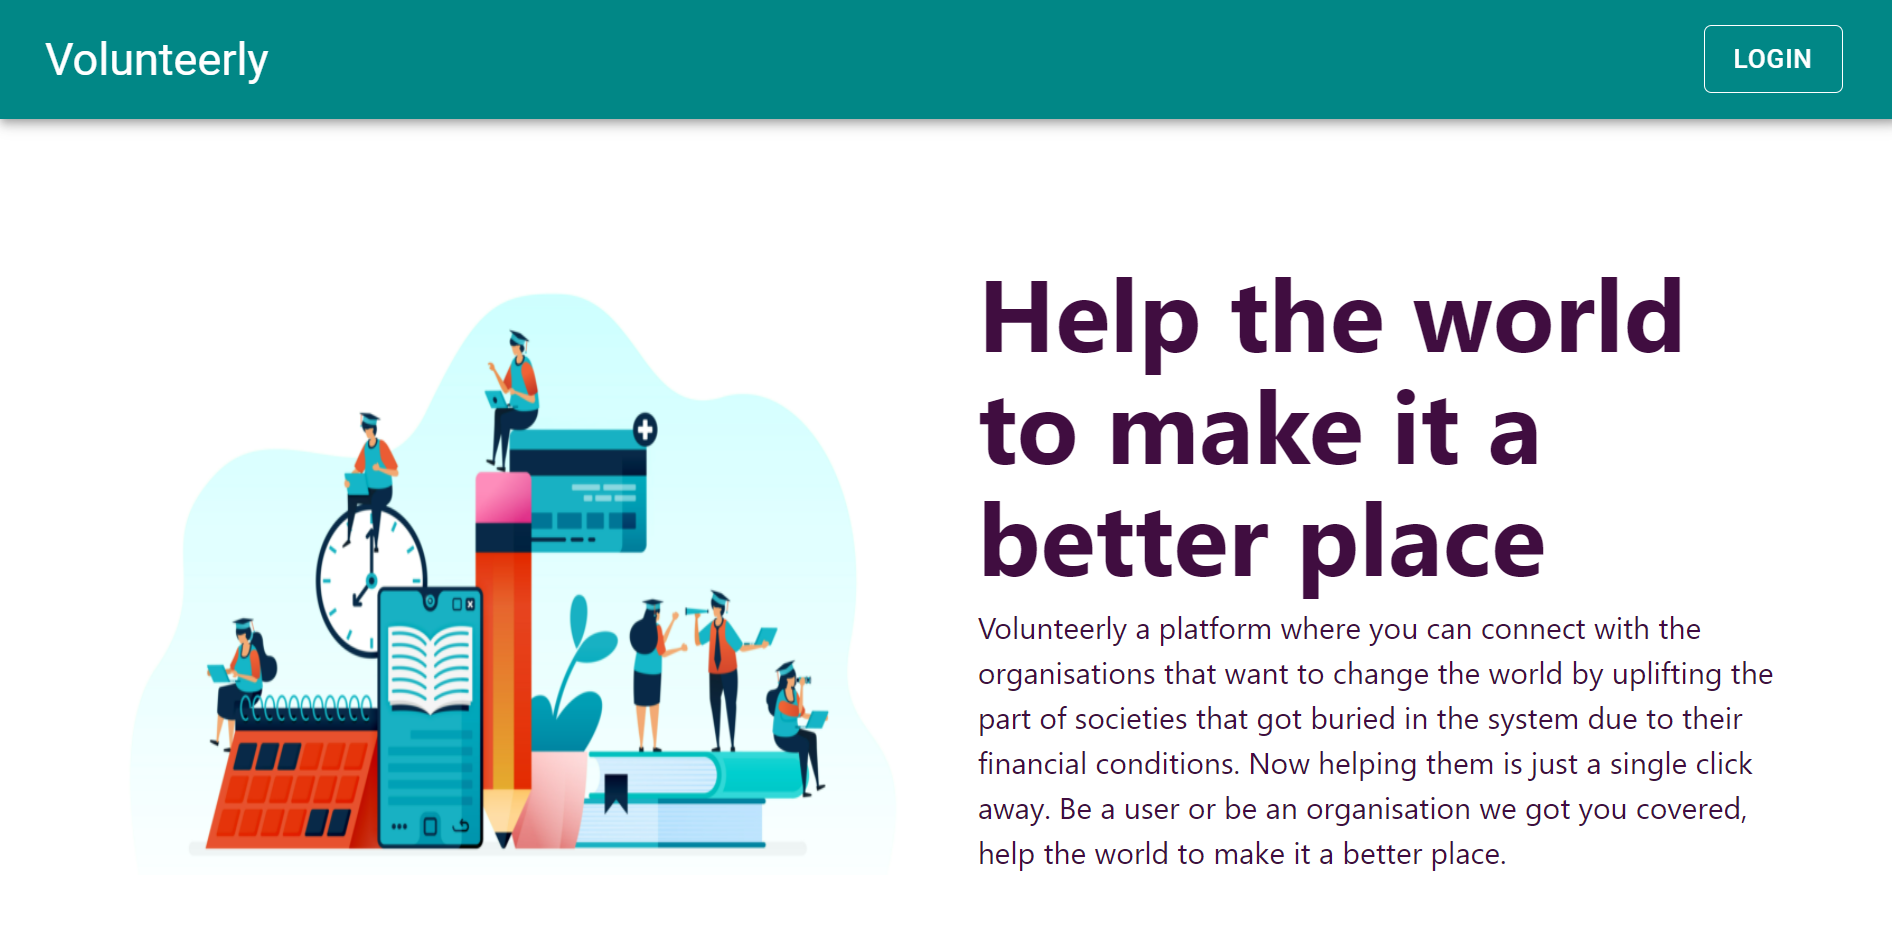 Volunteerly
LOGIN
Help the world
to make it a
better place
Volunteerly a platform where you can connect with the
organisations that want to change the world by uplifting the
part of societies that got buried in the system due to their
financial conditions. Now helping them is just a single click
away. Be a user or be an organisation we got you covered,
help the world to make it a better place.